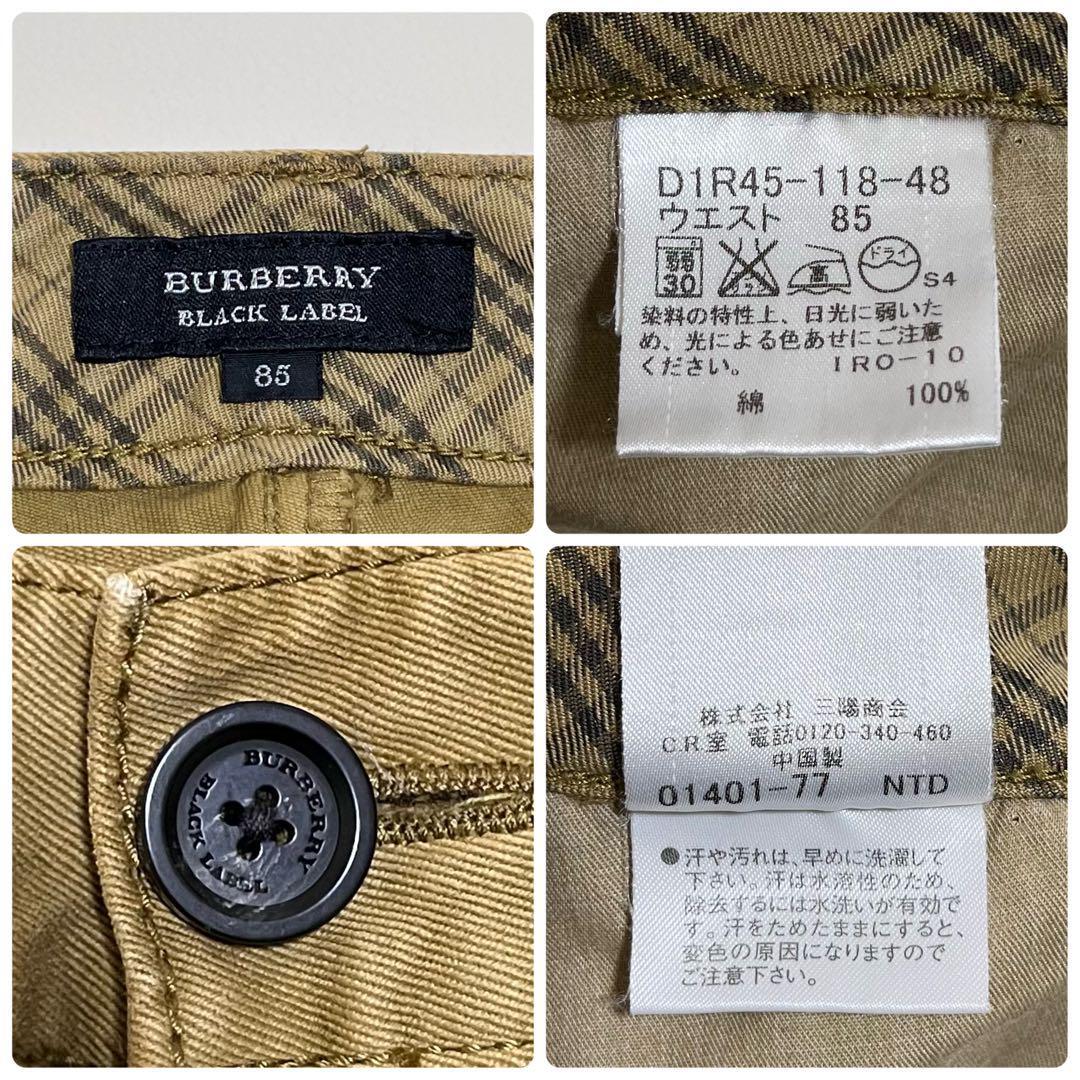 BURBERRY
BLACK LABEL
85
D1R45-118-48
ウエスト 85
弱
30
高
ドライ
S4
染料の特性上、日光に弱いた
め、光による色あせにご注意
ください。 IRO-10
綿 100%
BURBERRY
BLACK LABEL
株式会社 三陽商会
C.R.室 電話0120-340-460
中国製
01401-77 NTD
●汗や汚れは、早めに洗濯して
下さい。汗は水溶性のため、
除去するには水洗いが有効で
す。汗をためたままにすると、
変色の原因になりますので
ご注意下さい。